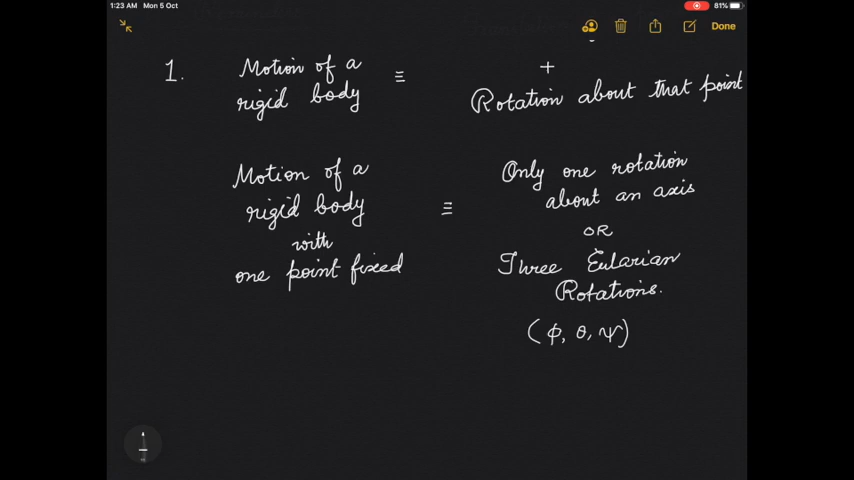 1:23 AM Mon 5 Oct
81%
Done
1. Motion of a ≡ +
rigid body Rotation about that point
Motion of a Only one rotation
rigid body ≡ about an axis
with OR
one point fixed Three Eularian
Rotations.
(ϕ, θ, ψ)